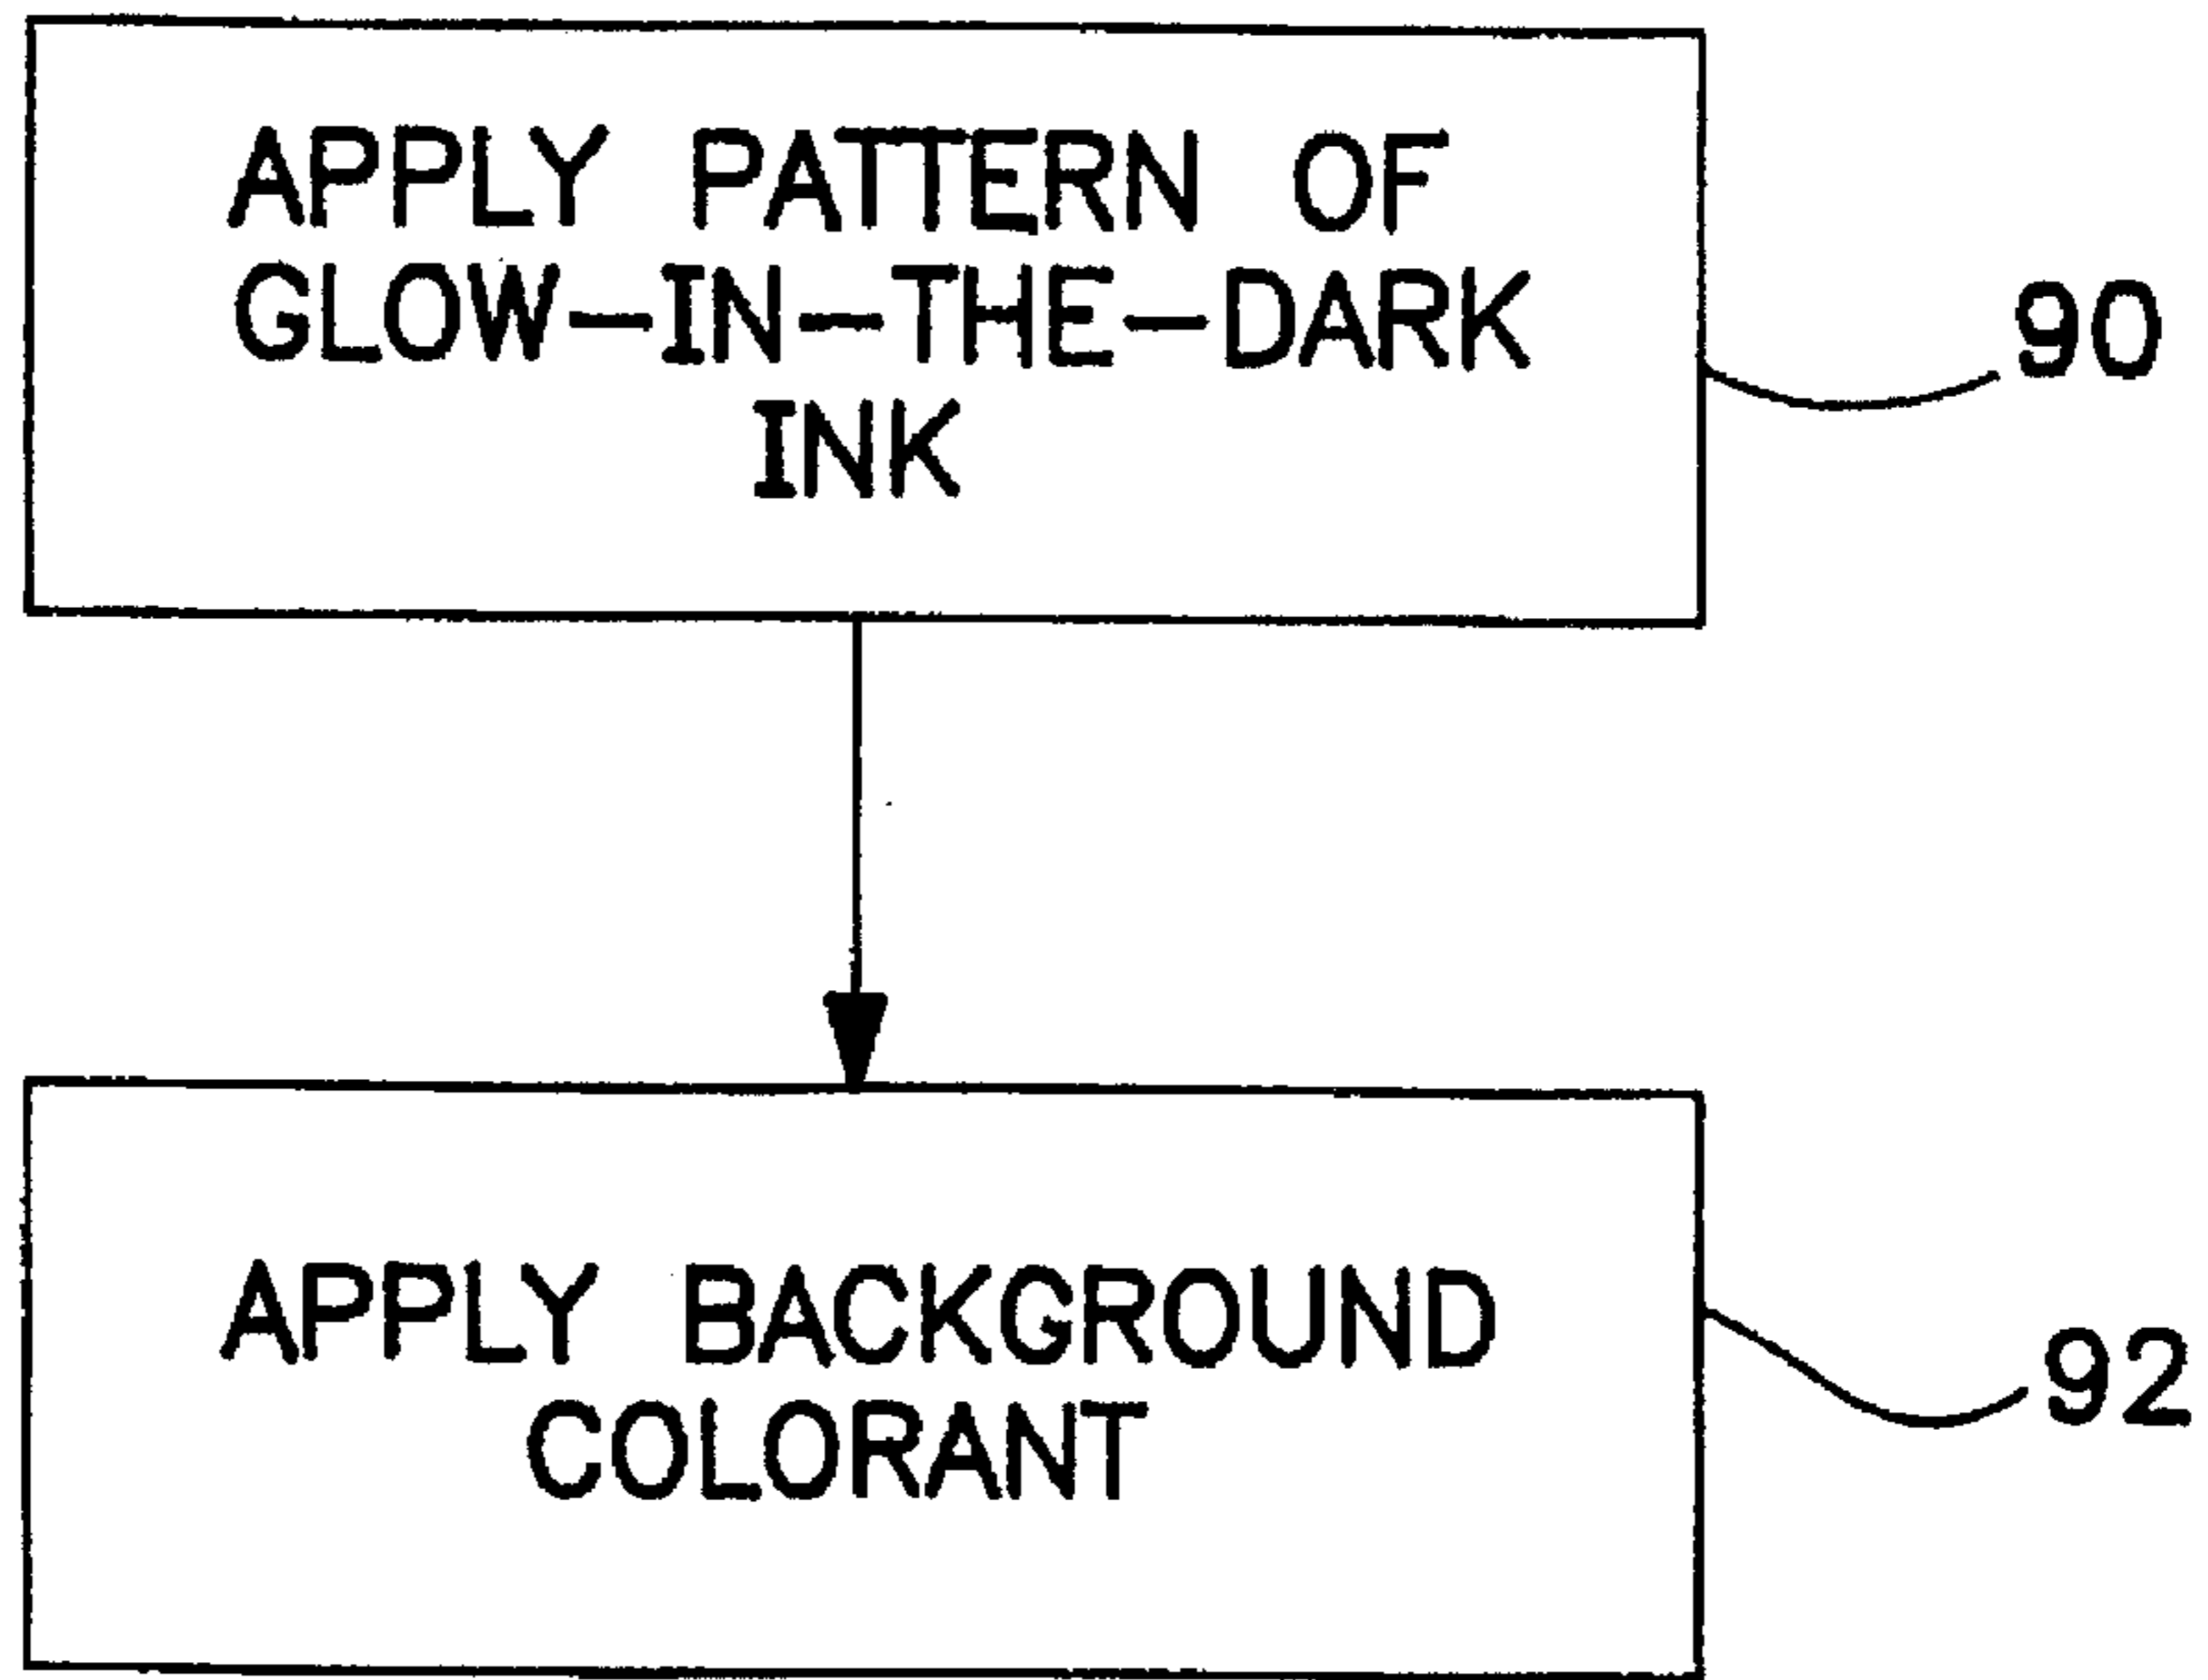 APPLY PATTERN OF
GLOW-IN-THE-DARK
INK
90
APPLY BACKGROUND
COLORANT
92